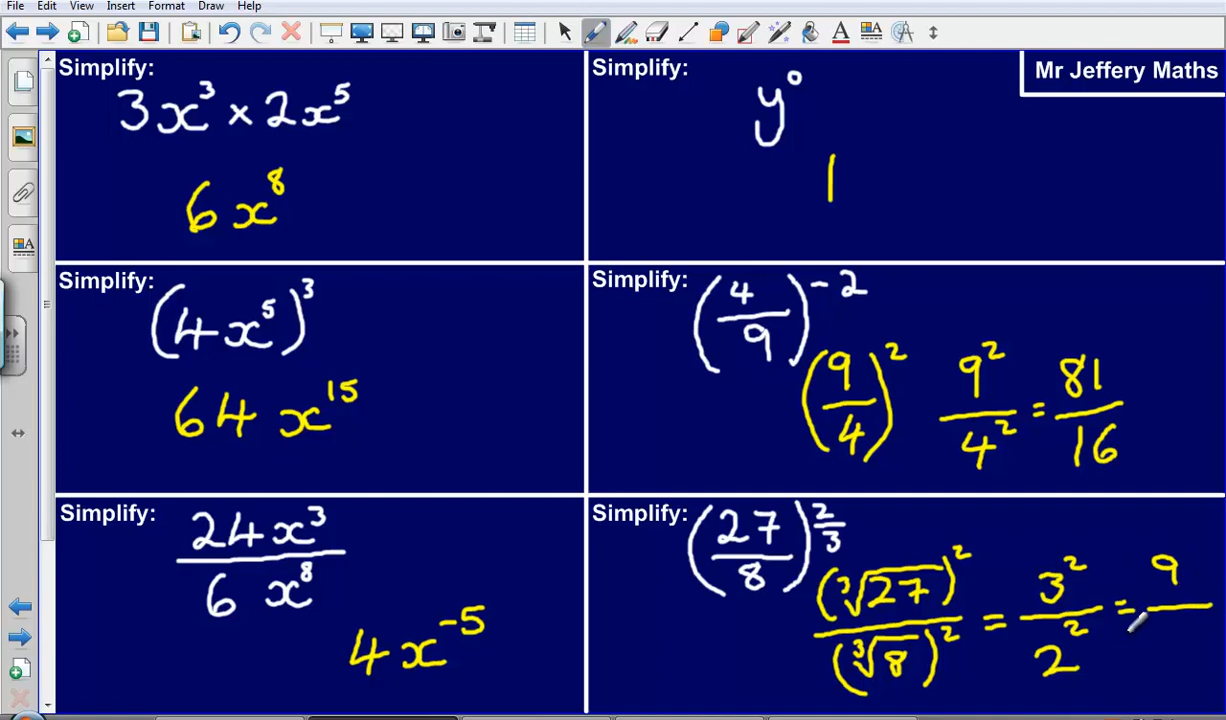 File Edit View Insert Format Draw Help
Simplify:
3x³ × 2x⁵
6x⁸
Simplify:
Mr Jeffery Maths
y⁰
1
Simplify:
(4x⁵)³
64x¹⁵
Simplify:
(4/9)⁻²
(9/4)² 9²/4² = 81/16
Simplify:
24x³/6x⁸
4x⁻⁵
Simplify:
(27/8)^(2/3)
(∛27)²/(∛8)² = 3²/2² = 9/